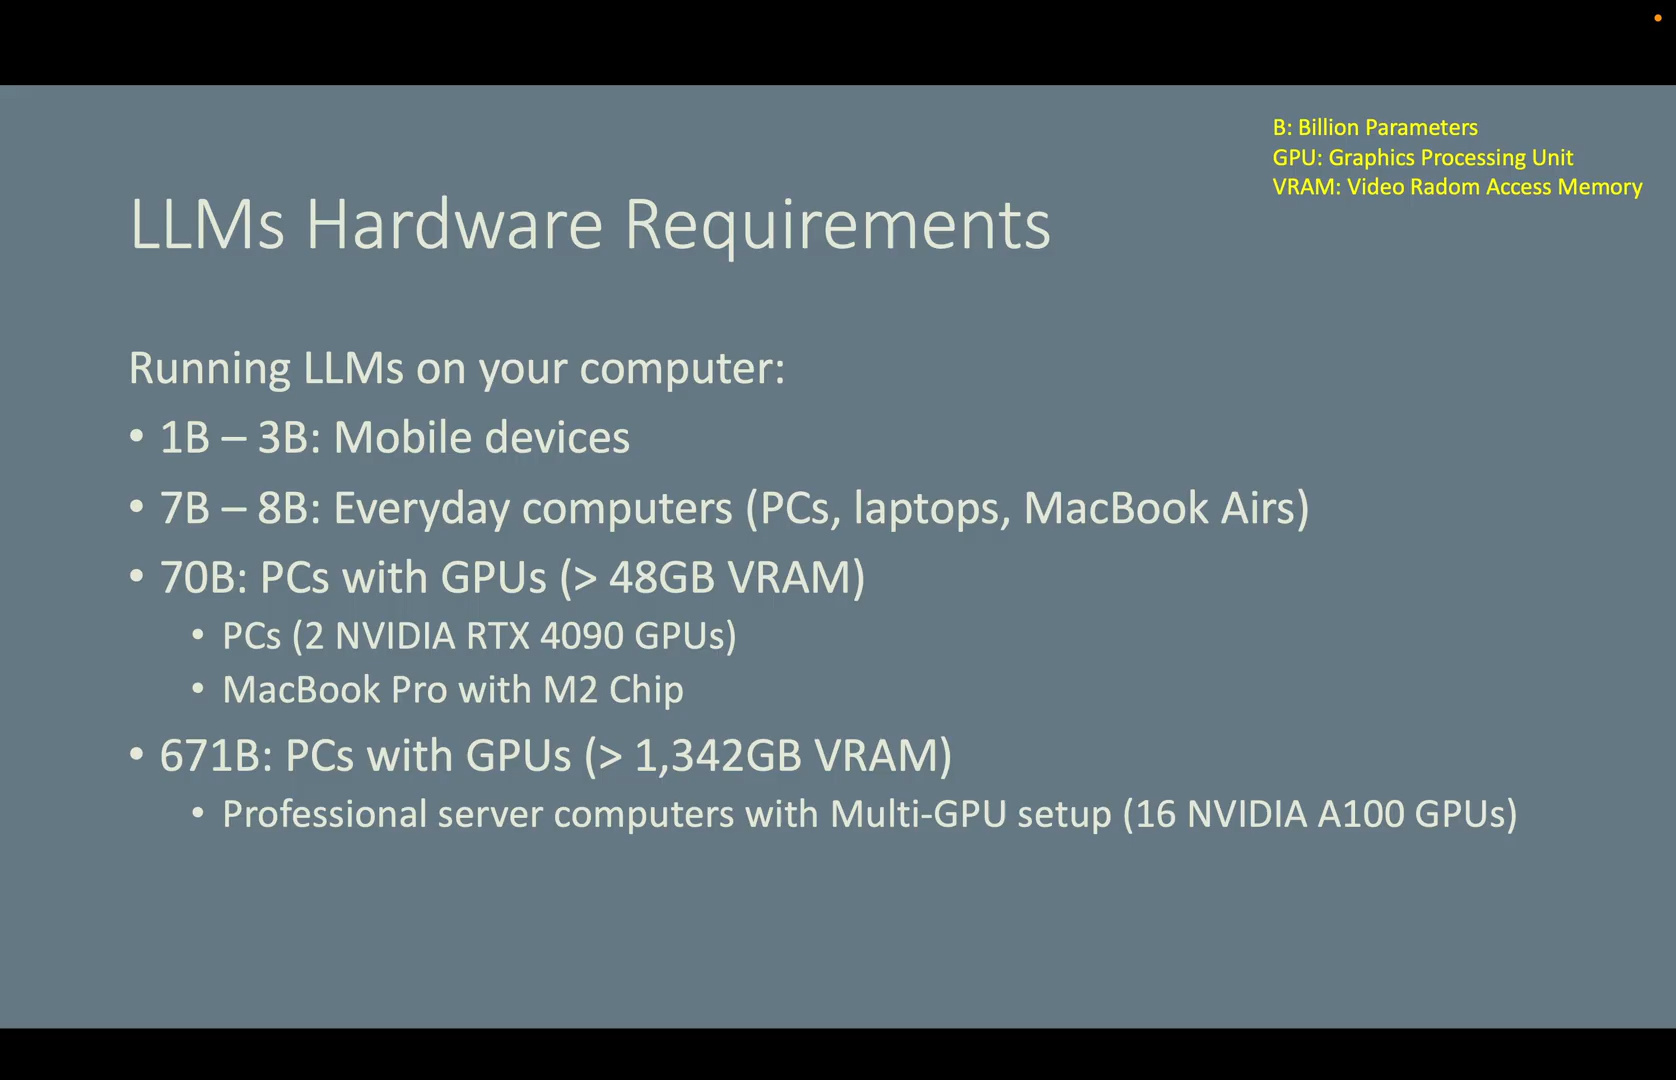 B: Billion Parameters
GPU: Graphics Processing Unit
VRAM: Video Radom Access Memory
LLMs Hardware Requirements
Running LLMs on your computer:
• 1B – 3B: Mobile devices
• 7B – 8B: Everyday computers (PCs, laptops, MacBook Airs)
• 70B: PCs with GPUs (> 48GB VRAM)
• PCs (2 NVIDIA RTX 4090 GPUs)
• MacBook Pro with M2 Chip
• 671B: PCs with GPUs (> 1,342GB VRAM)
• Professional server computers with Multi-GPU setup (16 NVIDIA A100 GPUs)